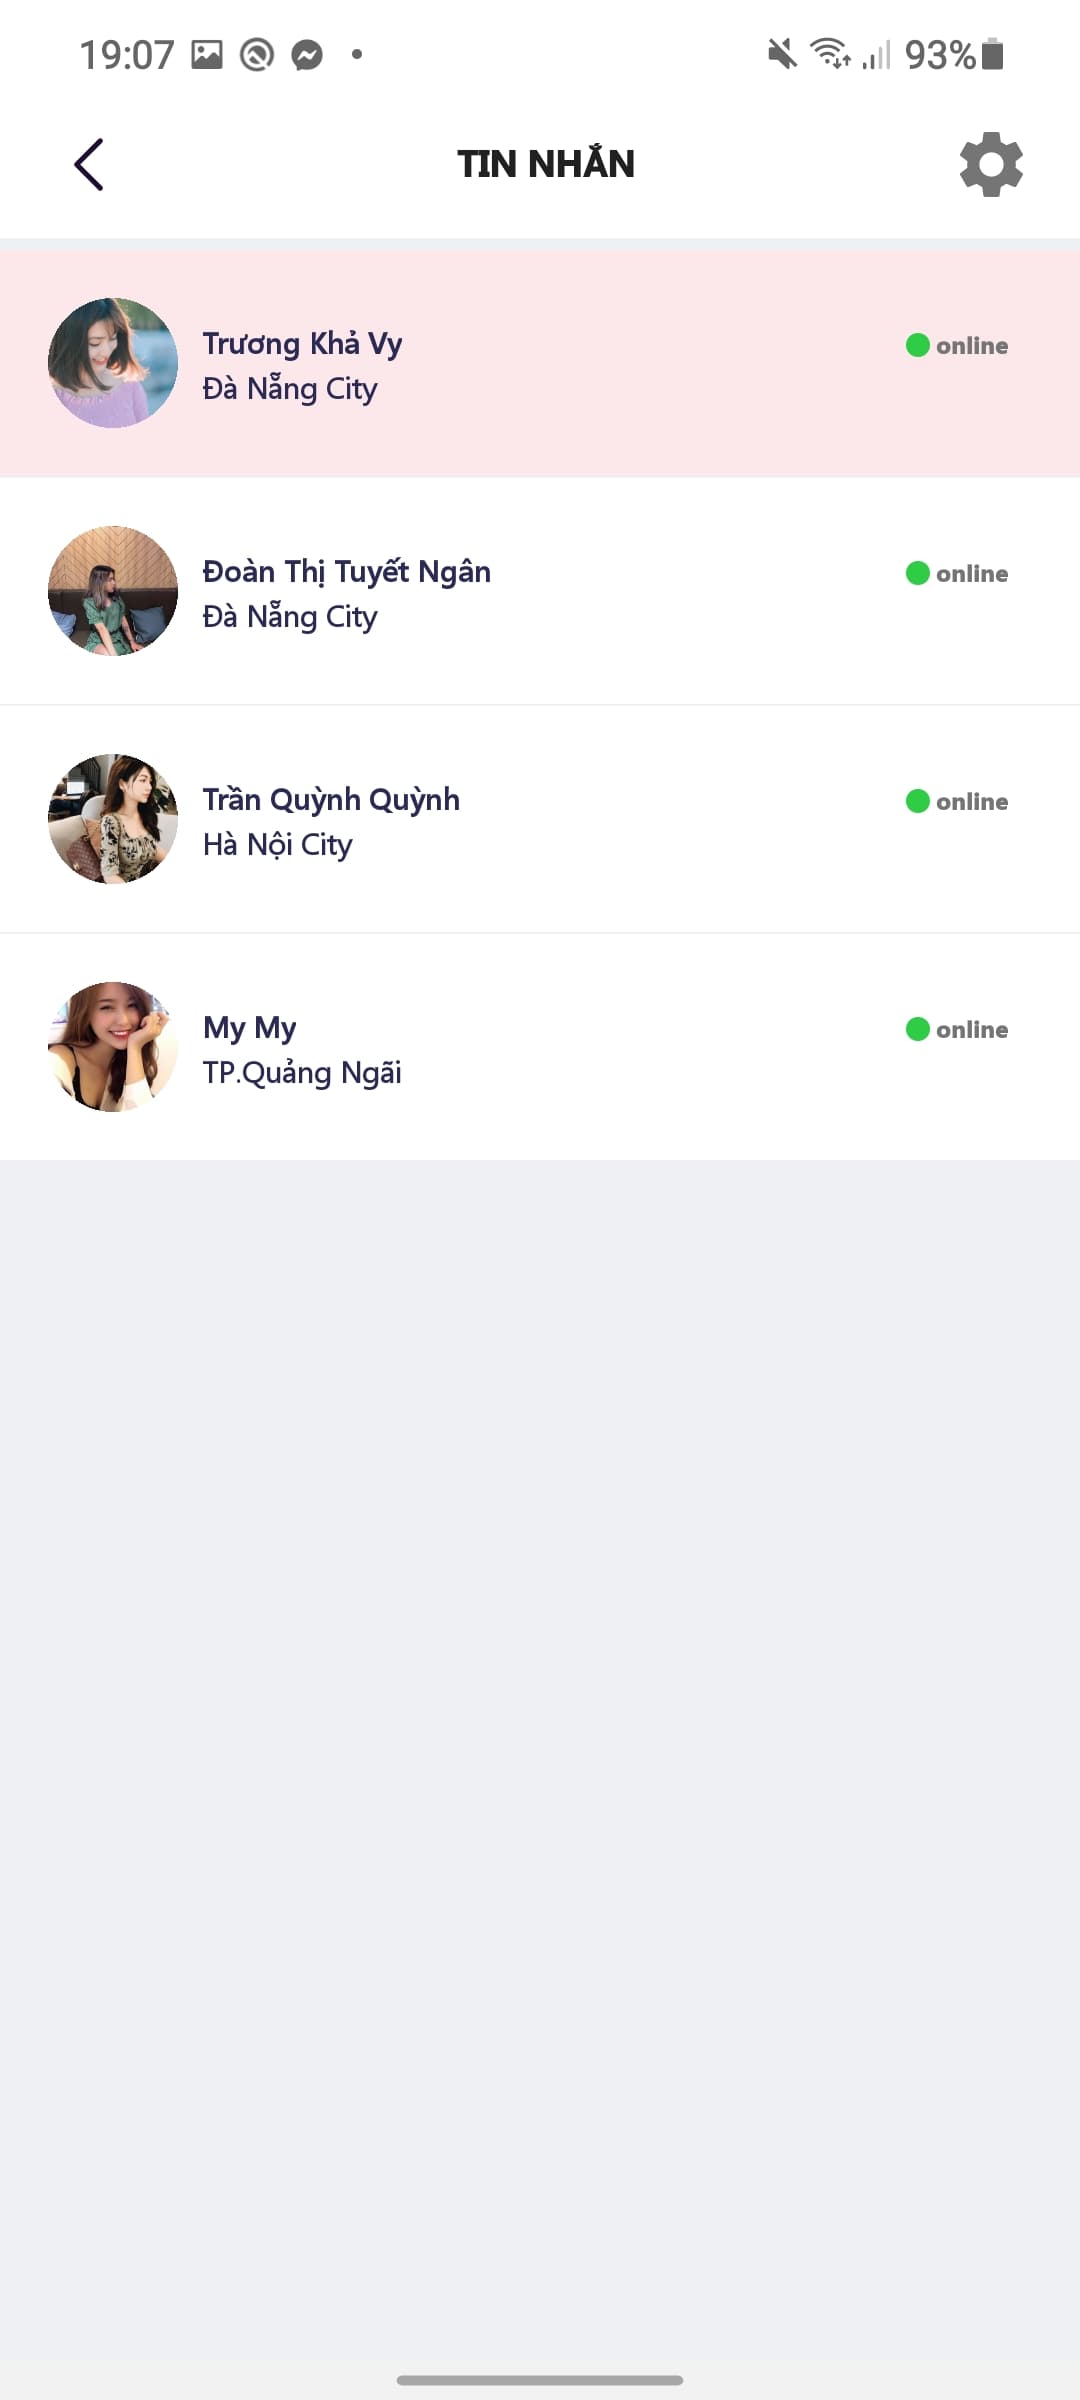 19:07
93%
TIN NHẮN
Trương Khả Vy
online
Đà Nẵng City
Đoàn Thị Tuyết Ngân
online
Đà Nẵng City
Trần Quỳnh Quỳnh
online
Hà Nội City
My My
online
TP.Quảng Ngãi